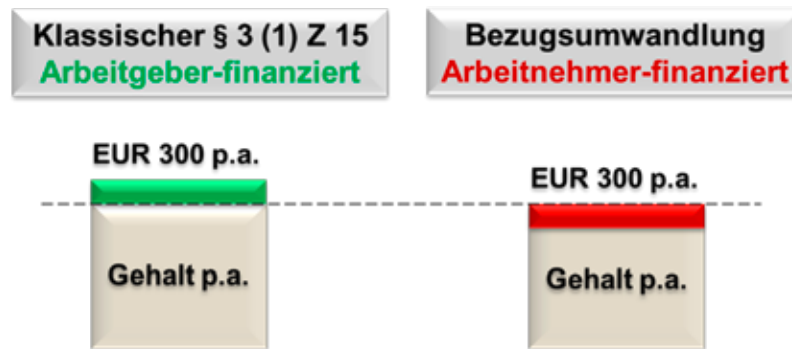 Klassischer § 3 (1) Z 15
Arbeitgeber-finanziert
Bezugsumwandlung
Arbeitnehmer-finanziert
EUR 300 p.a.
Gehalt p.a.
EUR 300 p.a.
Gehalt p.a.